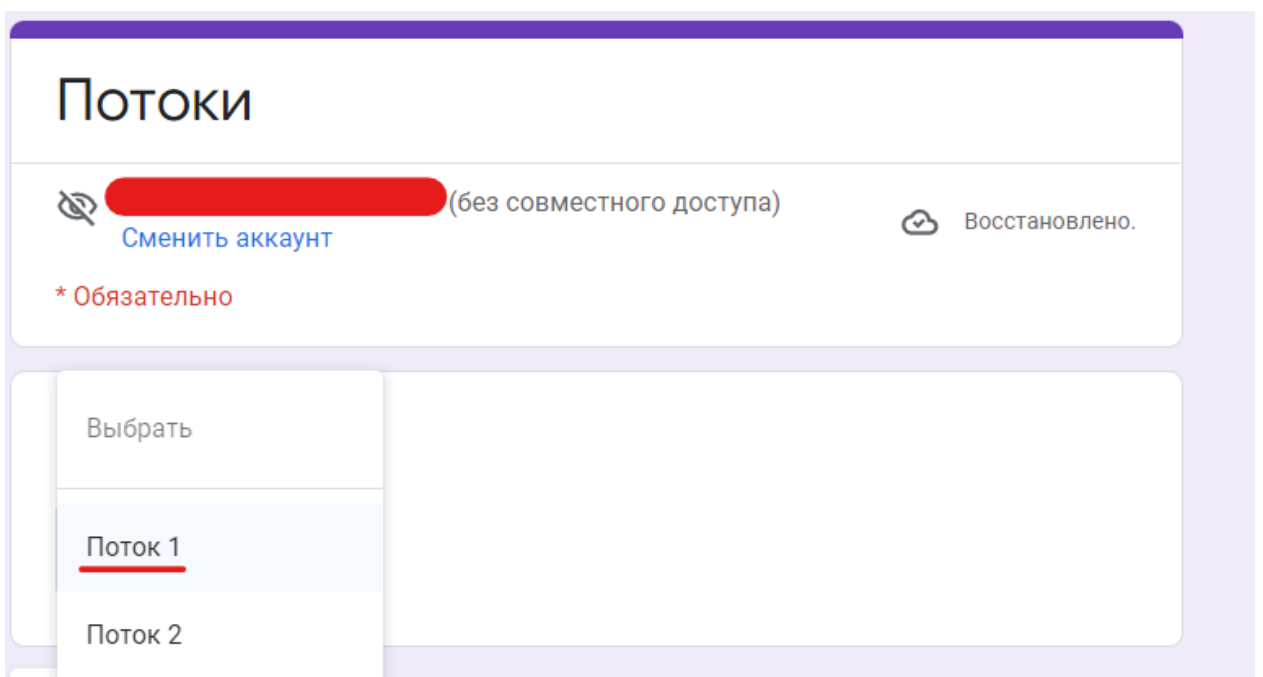 Потоки
(без совместного доступа)
Сменить аккаунт
Восстановлено.
* Обязательно
Выбрать
Поток 1
Поток 2